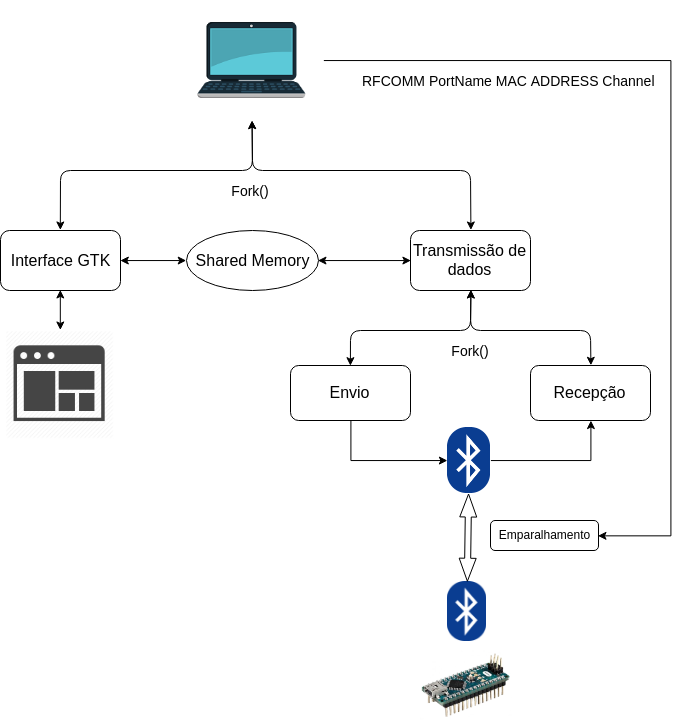 RFCOMM PortName MAC ADDRESS Channel
Fork()
Interface GTK
Shared Memory
Transmissão de
dados
Fork()
Envio
Recepção
Emparalhamento